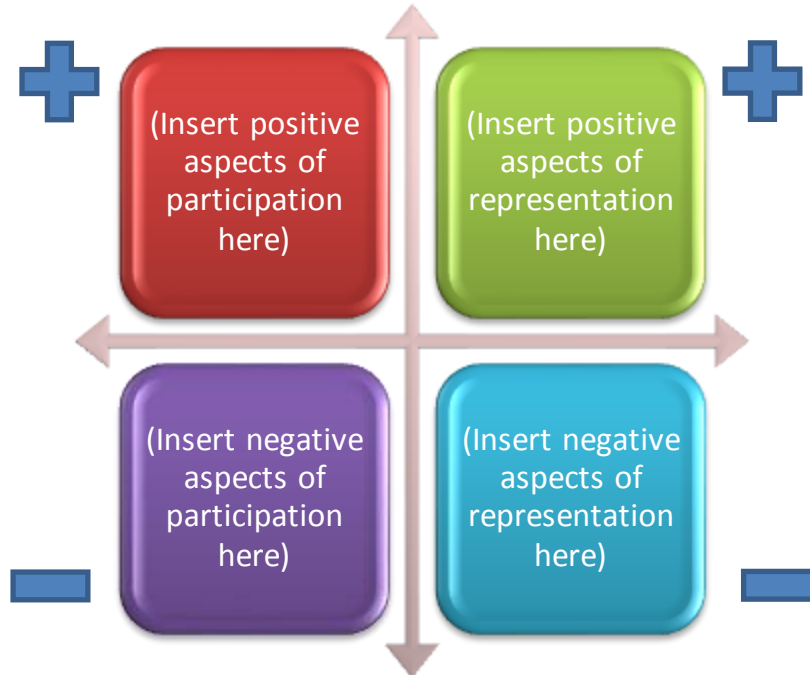 (Insert positive
aspects of
participation
here)
(Insert positive
aspects of
representation
here)
(Insert negative
aspects of
participation
here)
(Insert negative
aspects of
representation
here)